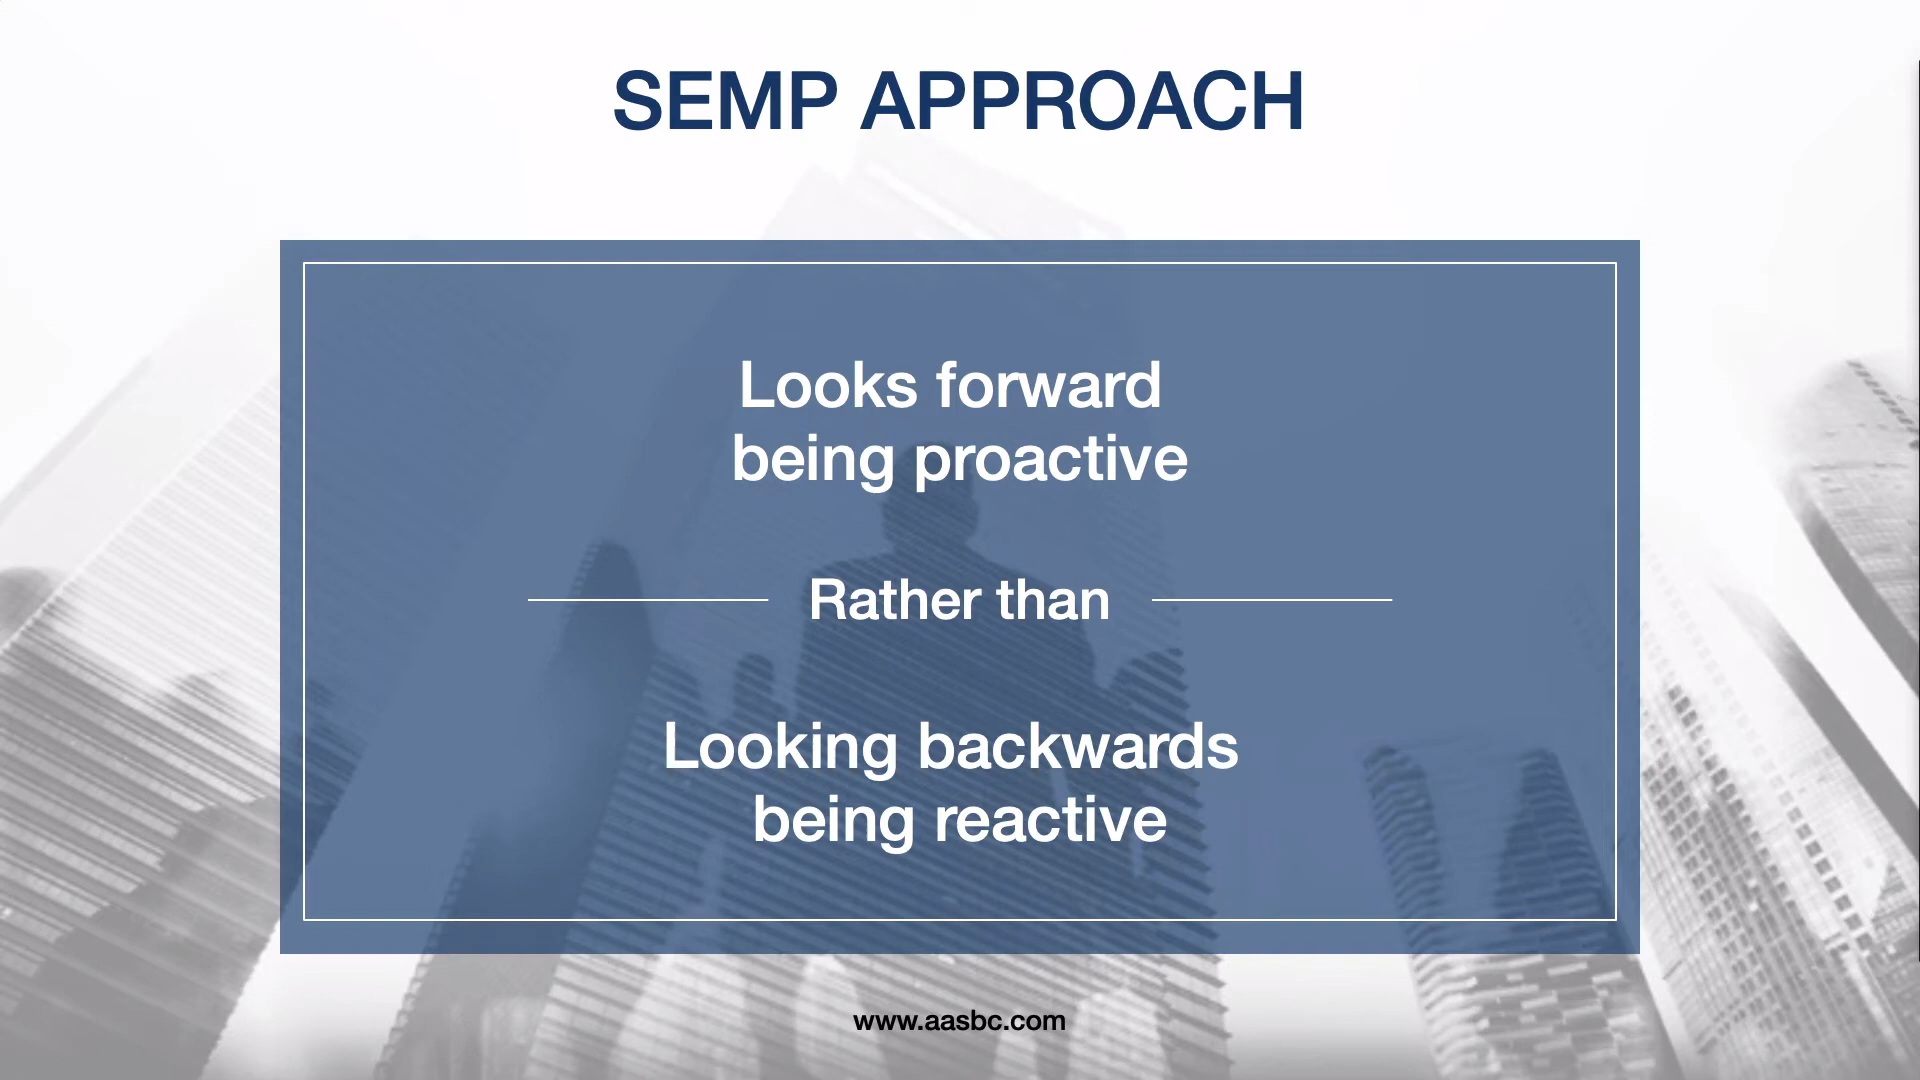 SEMP APPROACH
Looks forward
being proactive
Rather than
Looking backwards
being reactive
www.aasbc.com